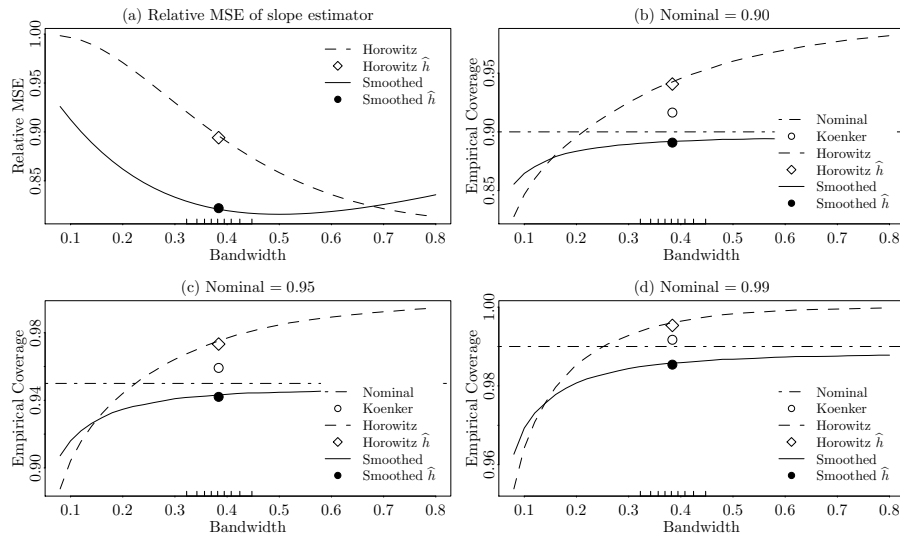 (a) Relative MSE of slope estimator
Relative MSE
1.00
0.95
0.90
0.85
Horowitz
Horowitz ĥ
Smoothed
Smoothed ĥ
0.1 0.2 0.3 0.4 0.5 0.6 0.7 0.8
Bandwidth
(b) Nominal = 0.90
Empirical Coverage
0.95
0.90
0.85
Nominal
Koenker
Horowitz
Horowitz ĥ
Smoothed
Smoothed ĥ
0.1 0.2 0.3 0.4 0.5 0.6 0.7 0.8
Bandwidth
(c) Nominal = 0.95
Empirical Coverage
0.98
0.94
0.90
Nominal
Koenker
Horowitz
Horowitz ĥ
Smoothed
Smoothed ĥ
0.1 0.2 0.3 0.4 0.5 0.6 0.7 0.8
Bandwidth
(d) Nominal = 0.99
Empirical Coverage
1.00
0.98
0.96
Nominal
Koenker
Horowitz
Horowitz ĥ
Smoothed
Smoothed ĥ
0.1 0.2 0.3 0.4 0.5 0.6 0.7 0.8
Bandwidth